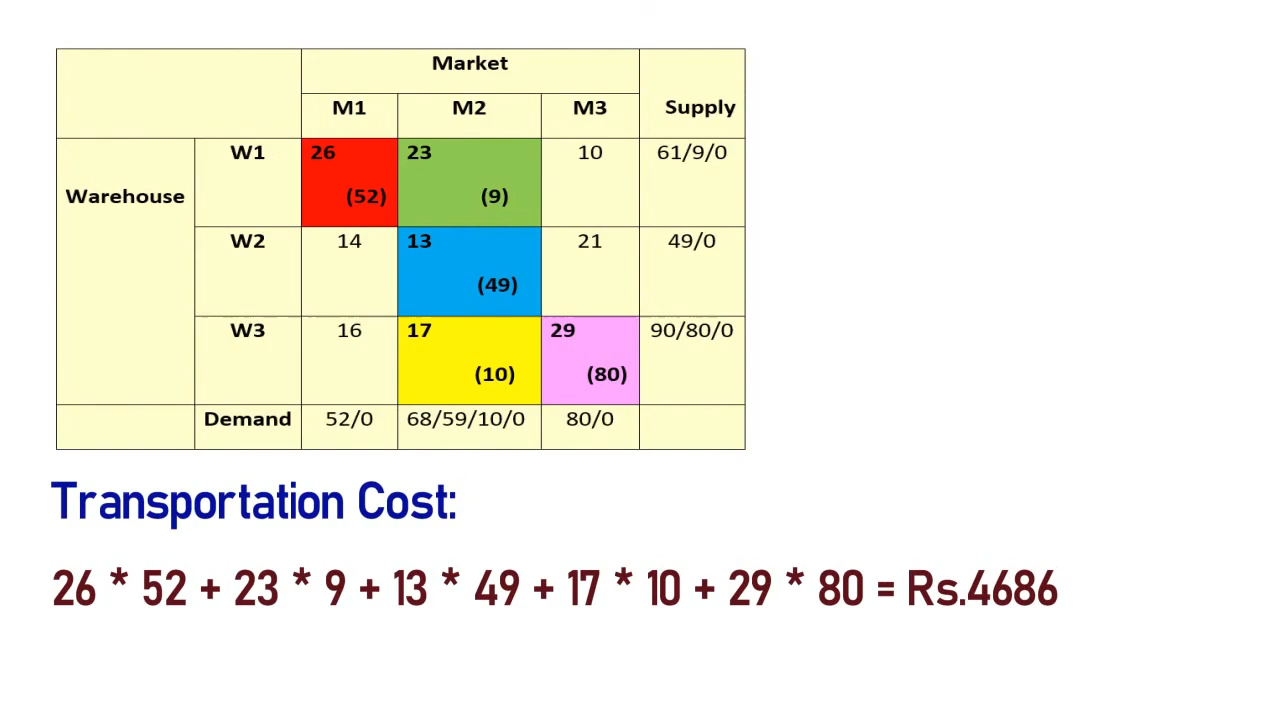 Market
M1 M2 M3 Supply
W1 26 23 10 61/9/0
Warehouse (52) (9)
W2 14 13 21 49/0
(49)
W3 16 17 29 90/80/0
(10) (80)
Demand 52/0 68/59/10/0 80/0
Transportation Cost:
26 * 52 + 23 * 9 + 13 * 49 + 17 * 10 + 29 * 80 = Rs.4686